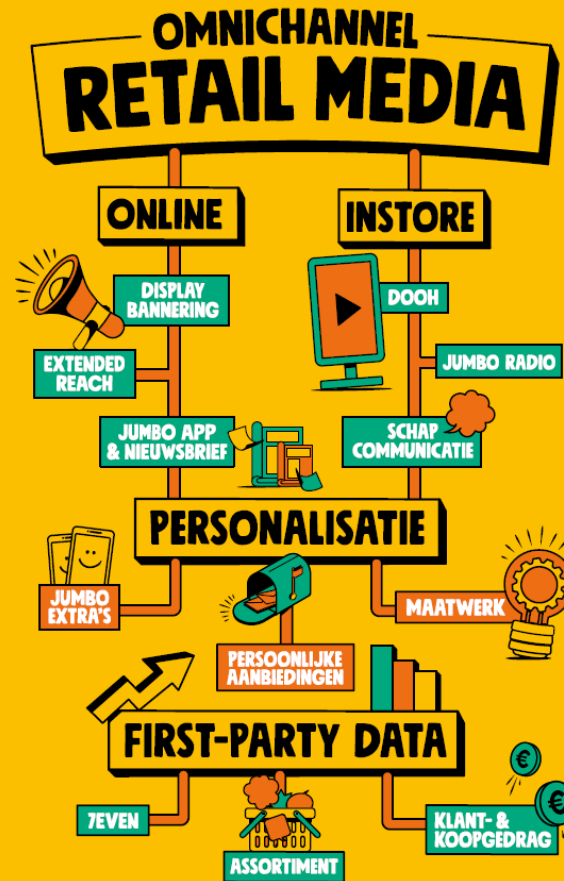 OMNICHANNEL
RETAIL MEDIA
ONLINE
INSTORE
DISPLAY
BANNERING
DOOH
EXTENDED
REACH
JUMBO RADIO
JUMBO APP
& NIEUWSBRIEF
SCHAP
COMMUNICATIE
PERSONALISATIE
JUMBO
EXTRA'S
MAATWERK
PERSOONLIJKE
AANBIEDINGEN
FIRST-PARTY DATA
7EVEN
KLANT- &
KOOPGEDRAG
ASSORTIMENT
€
€